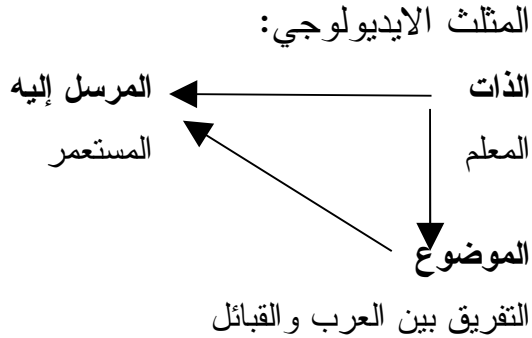 المثلث الايديولوجي:
الذات المرسل إليه
المعلم المستعمر
الموضوع
التفريق بين العرب والقبائل